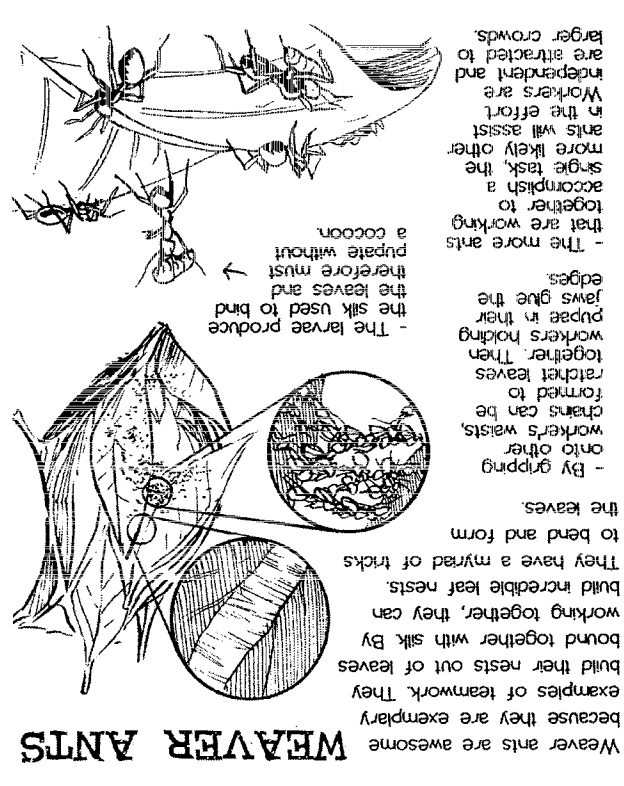 WEAVER ANTS
Weaver ants are awesome
because they are exemplary
examples of teamwork. They
build their nests out of leaves
bound together with silk. By
working together, they can
build incredible leaf nests.
They have a myriad of tricks
to bend and form
the leaves.
- By gripping
onto other
worker's waists,
chains can be
formed to
ratchet leaves
together. Then
workers holding
pupae in their
jaws glue the
edges.
- The larvae produce
the silk used to bind
the leaves and
therefore must
pupate without
a cocoon.
- The more ants
that are working
together to
accomplish a
single task, the
more likely other
ants will assist
in the effort.
Workers are
independent and
are attracted to
larger crowds.